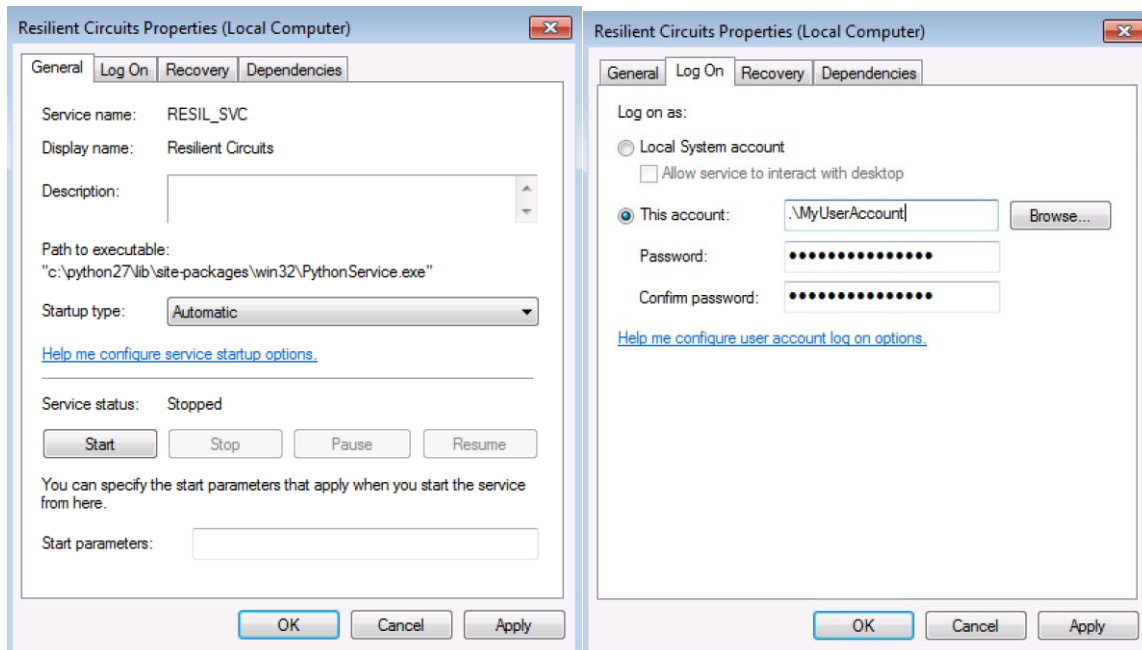 Resilient Circuits Properties (Local Computer)
General Log On Recovery Dependencies
Service name: RESIL_SVC
Display name: Resilient Circuits
Description:
Path to executable:
"c:\python27\lib\site-packages\win32\PythonService.exe"
Startup type: Automatic
Help me configure service startup options.
Service status: Stopped
Start Stop Pause Resume
You can specify the start parameters that apply when you start the service
from here.
Start parameters:
OK Cancel Apply
Resilient Circuits Properties (Local Computer)
General Log On Recovery Dependencies
Log on as:
Local System account
Allow service to interact with desktop
This account: .\MyUserAccount Browse...
Password: •••••••••••••••
Confirm password: •••••••••••••••
Help me configure user account log on options.
OK Cancel Apply